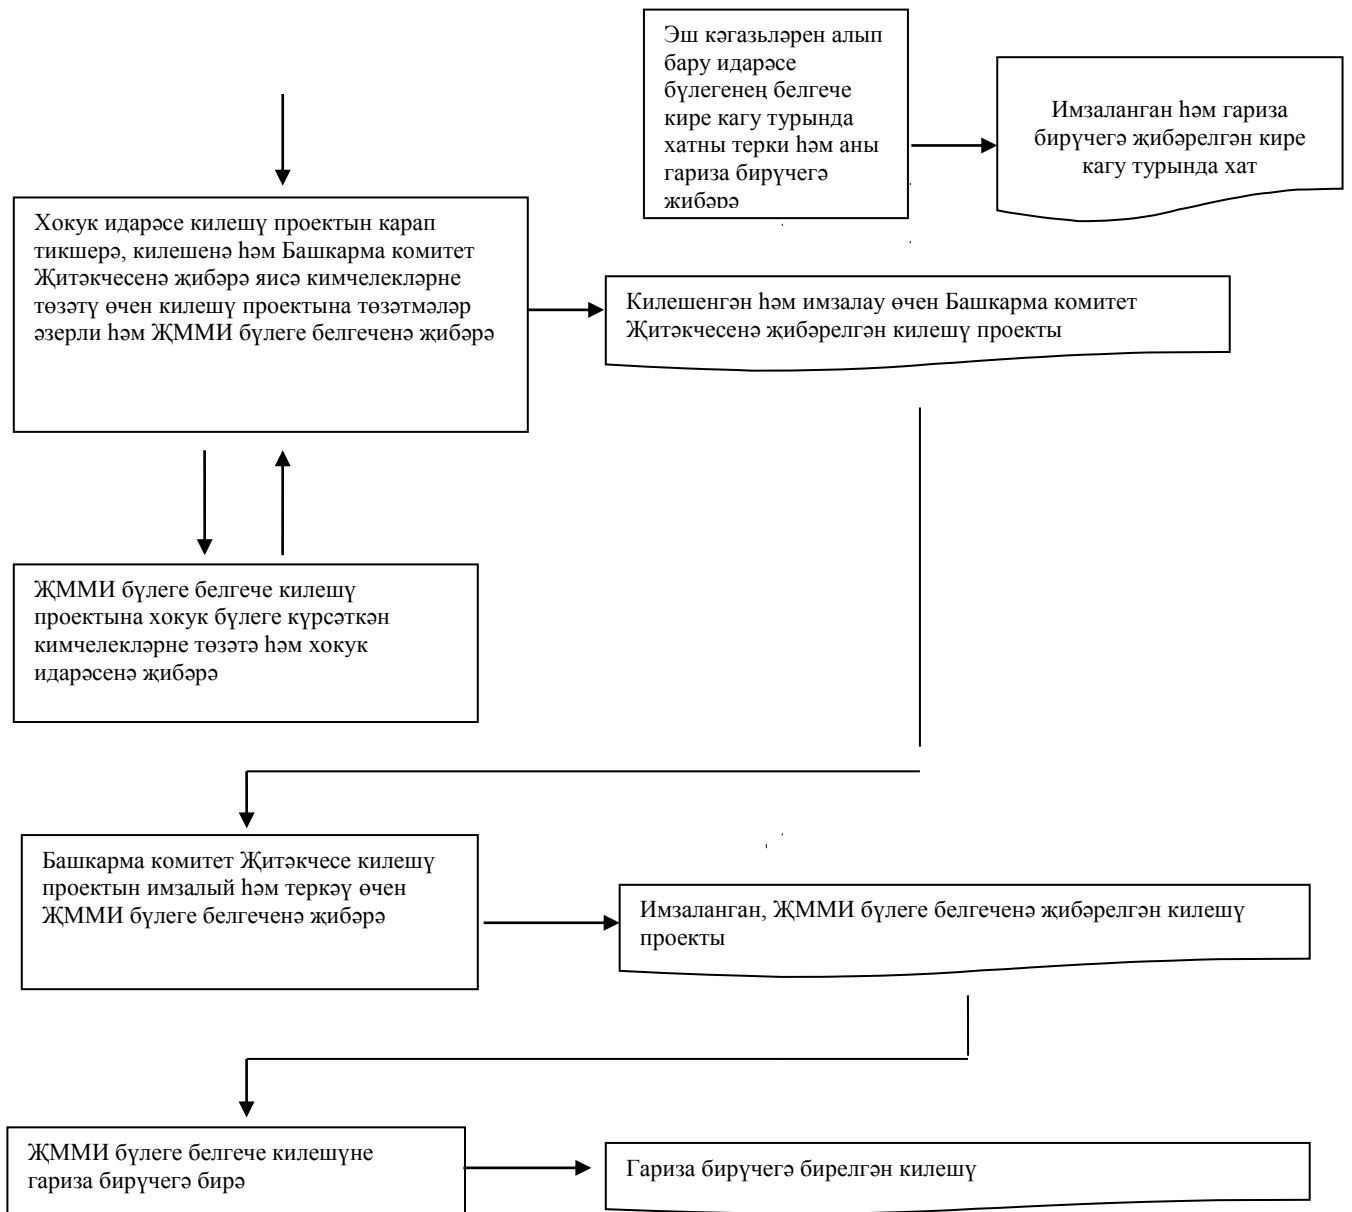 Эш кәгазьләрен алып
бару идарәсе
бүлегенең белгече
кире кагу турында
хатны терки һәм аны
гариза бирүчегә
җибәрә
Имзаланган һәм гариза
бирүчегә җибәрелгән кире
кагу турында хат
Хокук идарәсе килешү проектын карап
тикшерә, килешенә һәм Башкарма комитет
Җитәкчесенә җибәрә яисә кимчелекләрне
төзәтү өчен килешү проектына төзәтмәләр
әзерли һәм ҖММИ бүлеге белгеченә җибәрә
Килешенгән һәм имзалау өчен Башкарма комитет
Җитәкчесенә җибәрелгән килешү проекты
ҖММИ бүлеге белгече килешү
проектына хокук бүлеге күрсәткән
кимчелекләрне төзәтә һәм хокук
идарәсенә җибәрә
Башкарма комитет Җитәкчесе килешү
проектын имзалый һәм теркәү өчен
ҖММИ бүлеге белгеченә җибәрә
Имзаланган, ҖММИ бүлеге белгеченә җибәрелгән килешү
проекты
ҖММИ бүлеге белгече килешүне
гариза бирүчегә бирә
Гариза бирүчегә бирелгән килешү